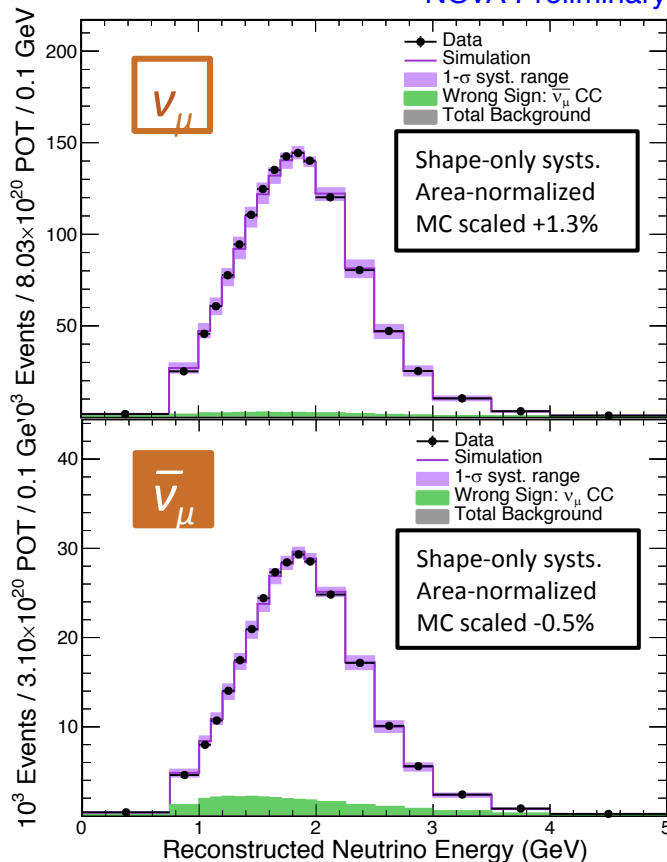 NOvA Preliminary
10³ Events / 8.03×10²⁰ POT / 0.1 GeV
200
150
100
50
ν_μ
Data
Simulation
1-σ syst. range
Wrong Sign: ν̅_μ CC
Total Background
Shape-only systs.
Area-normalized
MC scaled +1.3%
10³ Events / 3.10×10²⁰ POT / 0.1 Ge
40
30
20
10
ν̅_μ
Data
Simulation
1-σ syst. range
Wrong Sign: ν_μ CC
Total Background
Shape-only systs.
Area-normalized
MC scaled -0.5%
0 1 2 3 4 5
Reconstructed Neutrino Energy (GeV)